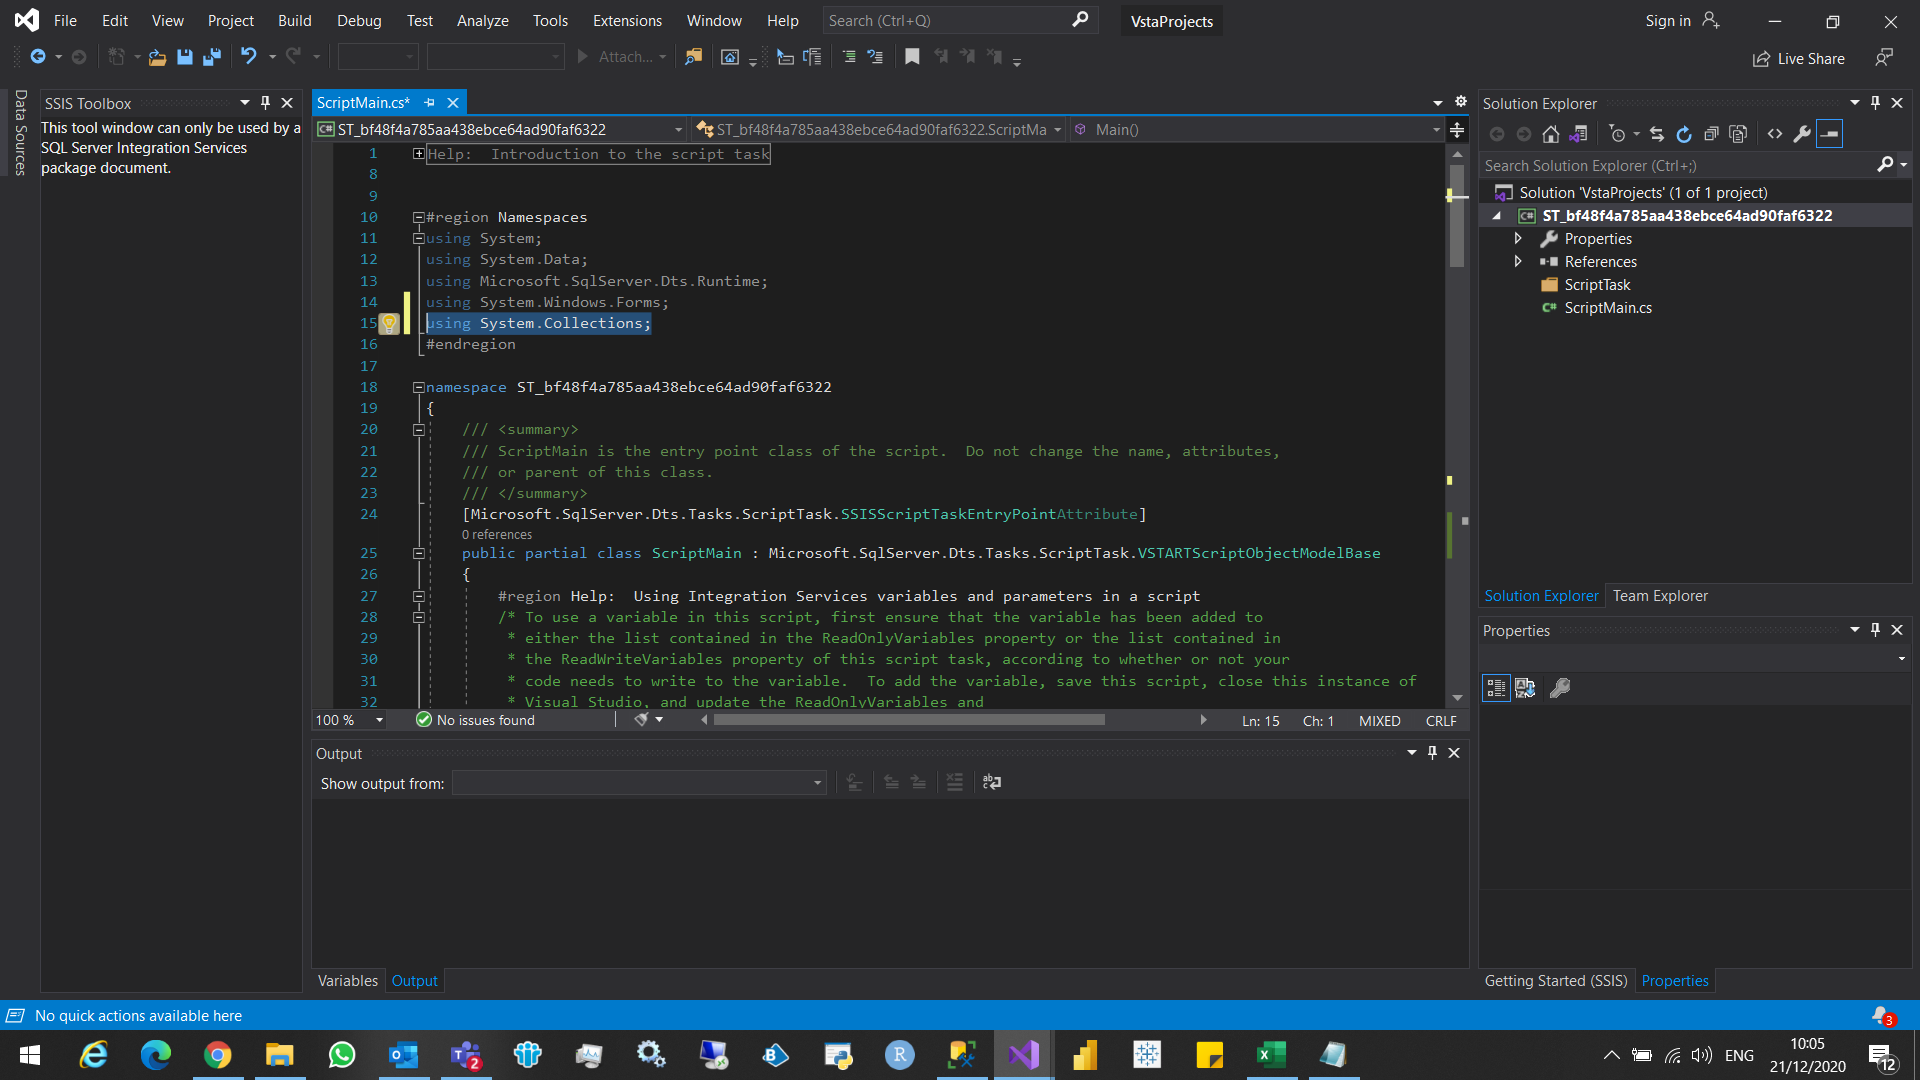 File Edit View Project Build Debug Test Analyze Tools Extensions Window Help Search (Ctrl+Q) VstaProjects Sign in
Attach... Live Share
Data Sources
SSIS Toolbox
This tool window can only be used by a
SQL Server Integration Services
package document.
ScriptMain.cs*
C# ST_bf48f4a785aa438ebce64ad90faf6322 ST_bf48f4a785aa438ebce64ad90faf6322.ScriptMa Main()
1 Help:  Introduction to the script task
8
9
10 #region Namespaces
11 using System;
12 using System.Data;
13 using Microsoft.SqlServer.Dts.Runtime;
14 using System.Windows.Forms;
15 using System.Collections;
16 #endregion
17
18 namespace ST_bf48f4a785aa438ebce64ad90faf6322
19 {
20 /// <summary>
21 /// ScriptMain is the entry point class of the script.  Do not change the name, attributes,
22 /// or parent of this class.
23 /// </summary>
24 [Microsoft.SqlServer.Dts.Tasks.ScriptTask.SSISScriptTaskEntryPointAttribute]
0 references
25 public partial class ScriptMain : Microsoft.SqlServer.Dts.Tasks.ScriptTask.VSTARTScriptObjectModelBase
26 {
27 #region Help:  Using Integration Services variables and parameters in a script
28 /* To use a variable in this script, first ensure that the variable has been added to
29 * either the list contained in the ReadOnlyVariables property or the list contained in
30 * the ReadWriteVariables property of this script task, according to whether or not your
31 * code needs to write to the variable.  To add the variable, save this script, close this instance of
32 * Visual Studio, and update the ReadOnlyVariables and
100 % No issues found Ln: 15 Ch: 1 MIXED CRLF
Output
Show output from:
Variables Output
Solution Explorer
Search Solution Explorer (Ctrl+;)
Solution 'VstaProjects' (1 of 1 project)
C# ST_bf48f4a785aa438ebce64ad90faf6322
Properties
References
ScriptTask
C# ScriptMain.cs
Solution Explorer Team Explorer
Properties
Getting Started (SSIS) Properties
No quick actions available here 3
2 ENG 10:05
21/12/2020 12